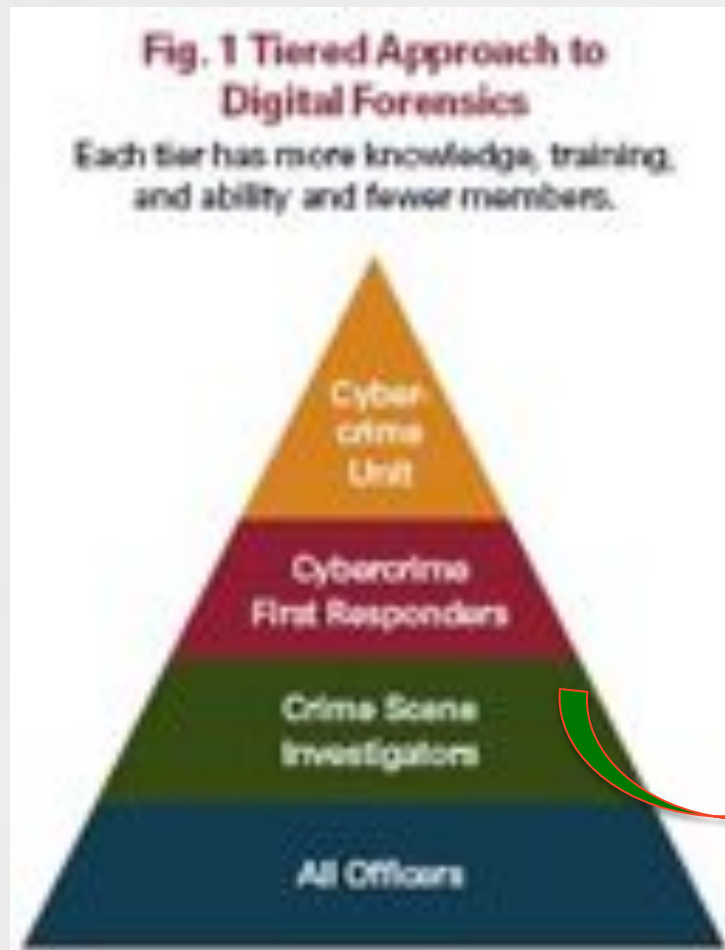 Fig. 1 Tiered Approach to
Digital Forensics
Each tier has more knowledge, training,
and ability and fewer members.
Cyber-
crime
Unit
Cybercrime
First Responders
Crime Scene
Investigators
All Officers